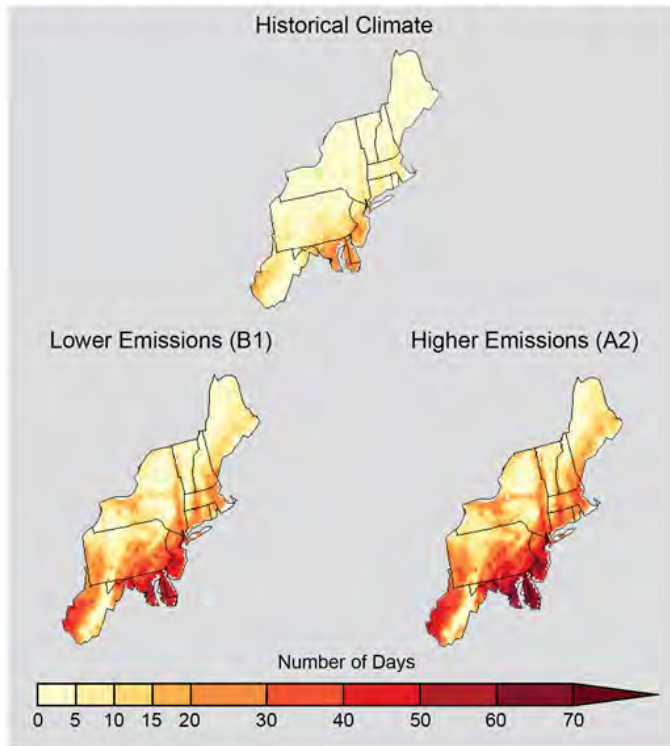 Historical Climate
Lower Emissions (B1)
Higher Emissions (A2)
Number of Days
0 5 10 15 20 30 40 50 60 70